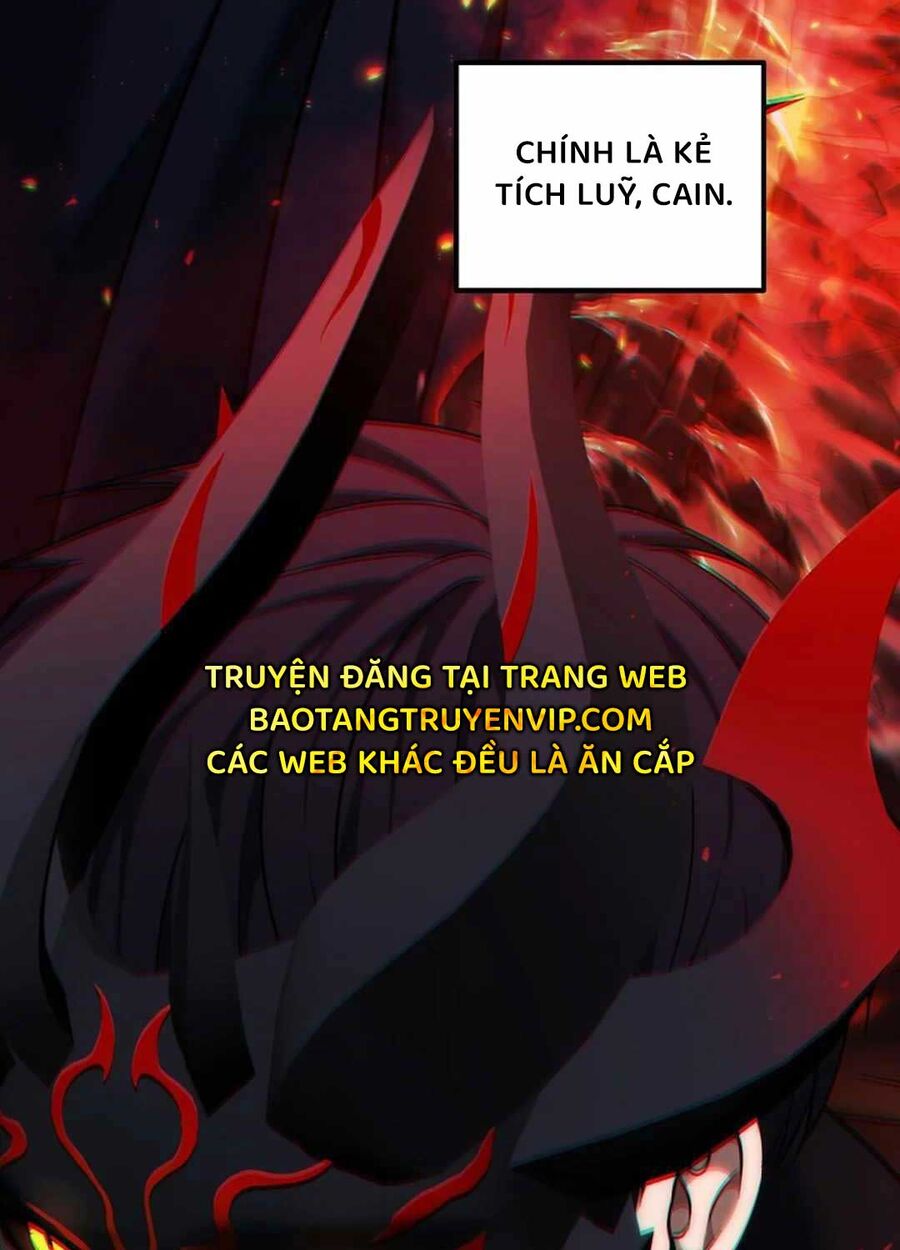 CHÍNH LÀ KẺ
TÍCH LUỸ, CAIN.
TRUYỆN ĐĂNG TẠI TRANG WEB
BAOTANGTRUYENVIP.COM
CÁC WEB KHÁC ĐỀU LÀ ĂN CẮP